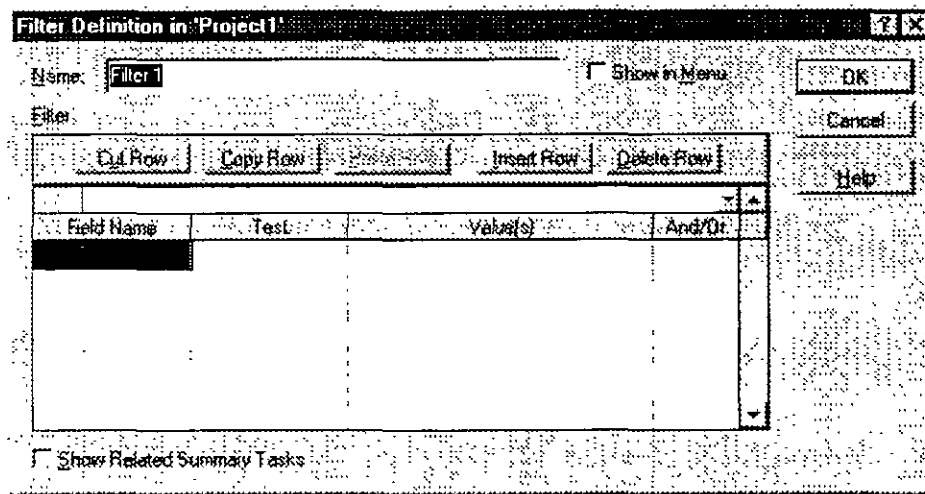 Filter Definition in 'Project1'
Name: Filter 1
Show in Menu
OK
Filter
Cancel
Cut Row Copy Row Insert Row Delete Row
Help
Field Name Test Value(s) And/Or
Show Related Summary Tasks